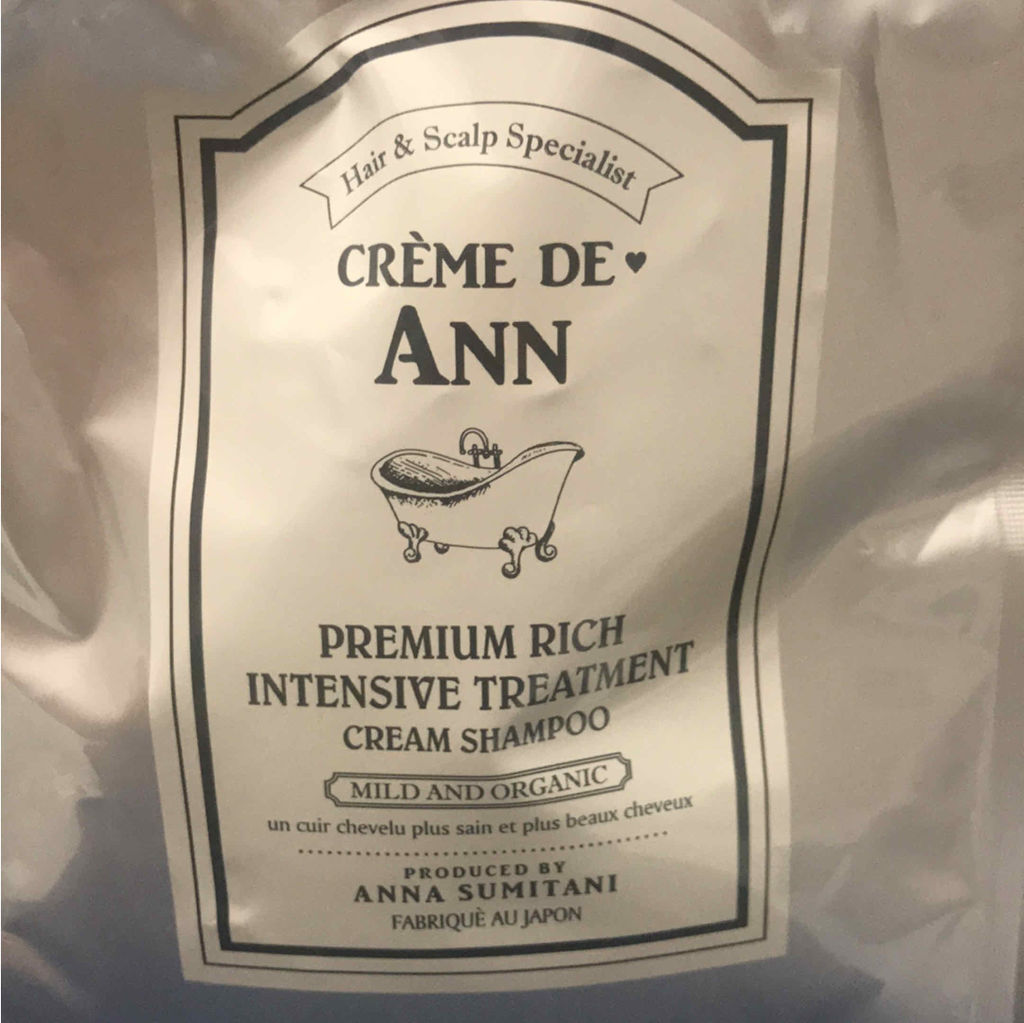 Hair & Scalp Specialist
CRÈME DE♥
ANN
PREMIUM RICH
INTENSIVE TREATMENT
CREAM SHAMPOO
MILD AND ORGANIC
un cuir chevelu plus sain et plus beaux cheveux
PRODUCED BY
ANNA SUMITANI
FABRIQUÈ AU JAPON